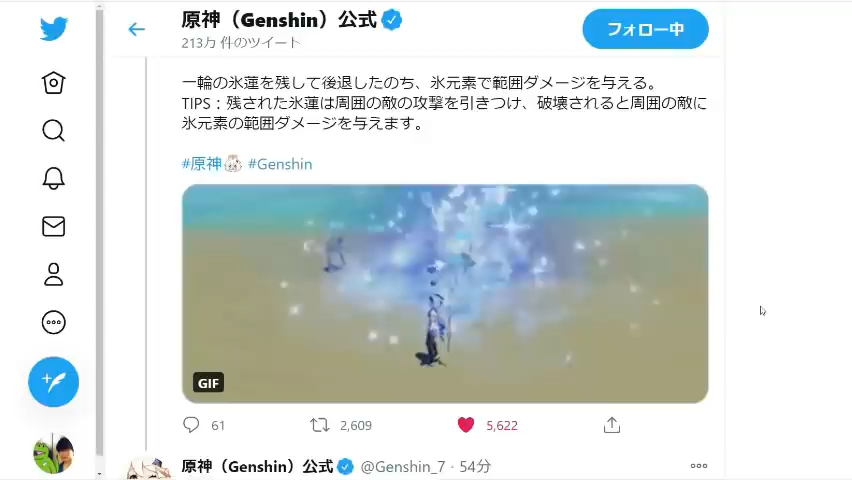 原神（Genshin）公式
213万 件のツイート
フォロー中
一輪の氷蓮を残して後退したのち、氷元素で範囲ダメージを与える。
TIPS：残された氷蓮は周囲の敵の攻撃を引きつけ、破壊されると周囲の敵に
氷元素の範囲ダメージを与えます。
#原神 #Genshin
GIF
61 2,609 5,622
原神（Genshin）公式 @Genshin_7 · 54分